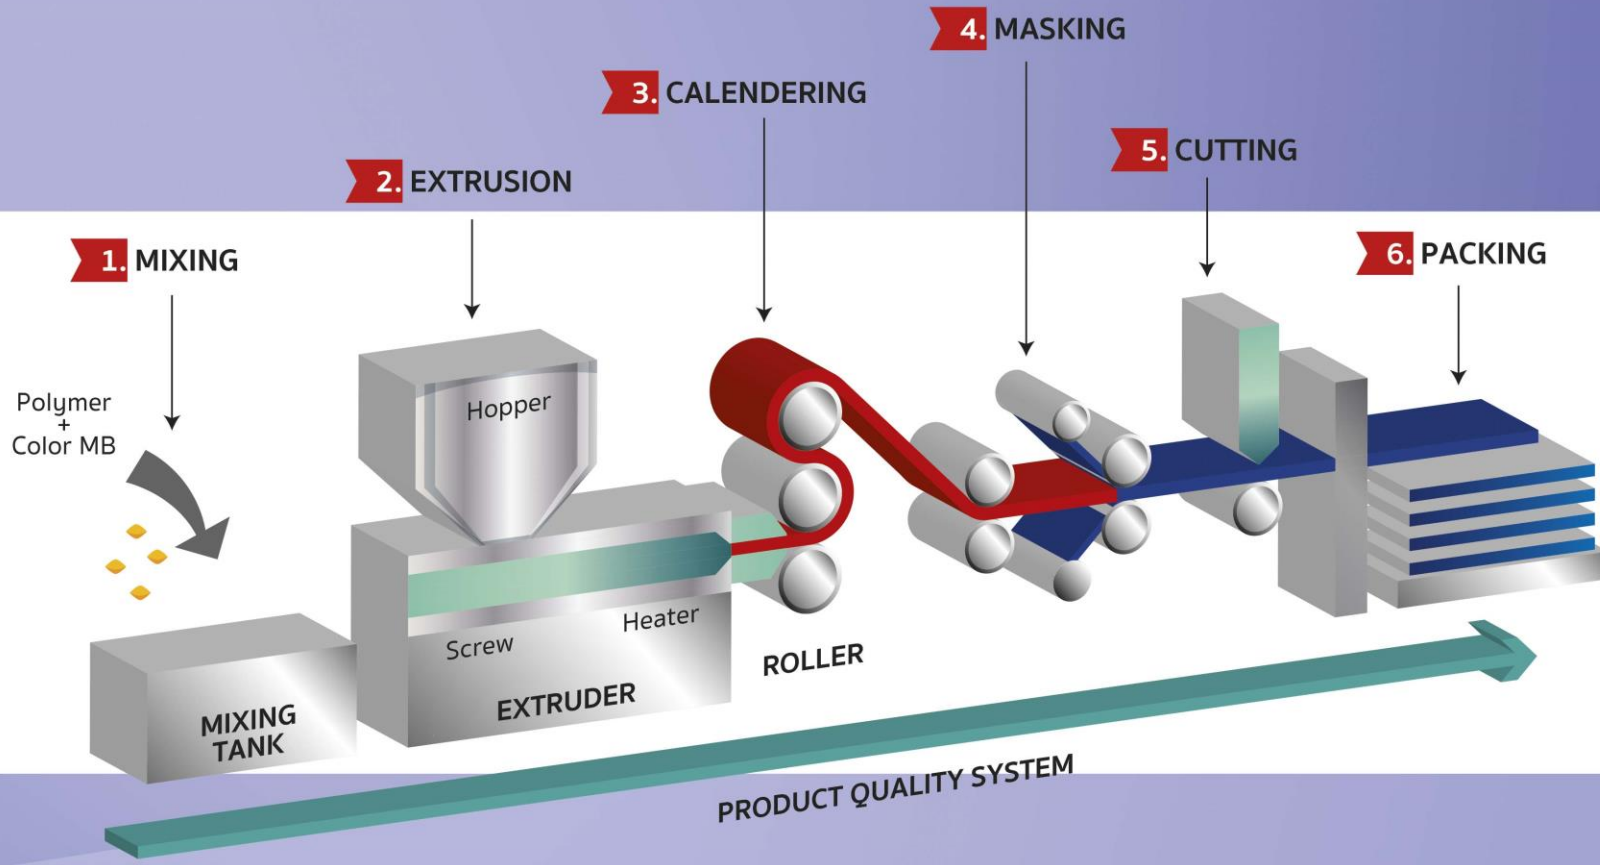 4. MASKING
3. CALENDERING
5. CUTTING
2. EXTRUSION
6. PACKING
1. MIXING
Polymer
+
Color MB
Hopper
Screw
Heater
EXTRUDER
ROLLER
MIXING
TANK
PRODUCT QUALITY SYSTEM